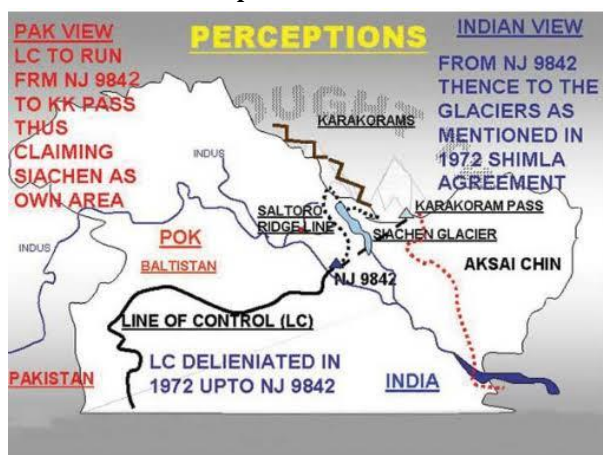 PAK VIEW
LC TO RUN
FRM NJ 9842
TO KK PASS
THUS
CLAIMING
SIACHEN AS
OWN AREA
PERCEPTIONS
INDIAN VIEW
FROM NJ 9842
THENCE TO THE
GLACIERS AS
MENTIONED IN
1972 SHIMLA
AGREEMENT
KARAKORAMS
INDUS
SALTORO
RIDGE LINE
KARAKORAM PASS
SIACHEN GLACIER
POK
INDUS
BALTISTAN
AKSAI CHIN
NJ 9842
LINE OF CONTROL (LC)
LC DELIENIATED IN
1972 UPTO NJ 9842
PAKISTAN
INDIA